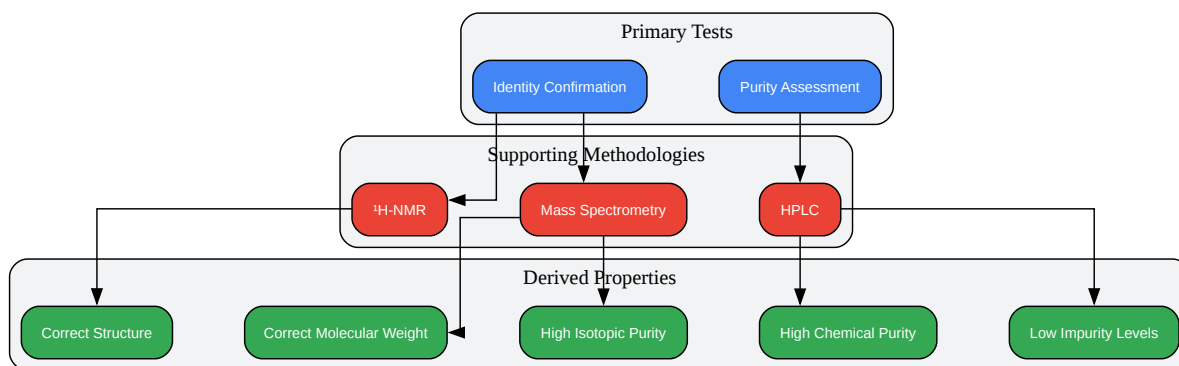 Primary Tests
Identity Confirmation
Purity Assessment
Supporting Methodologies
¹H-NMR
Mass Spectrometry
HPLC
Derived Properties
Correct Structure
Correct Molecular Weight
High Isotopic Purity
High Chemical Purity
Low Impurity Levels